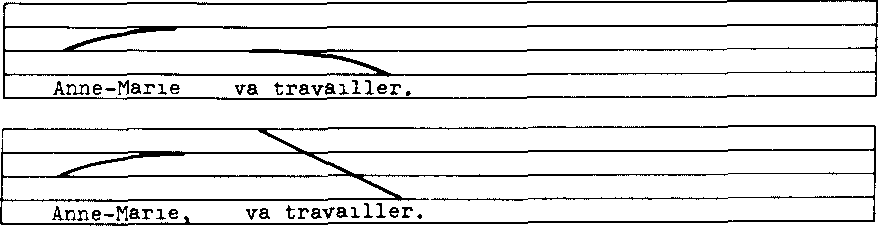 Anne-Marie va travailler.
Anne-Marie, va travailler.